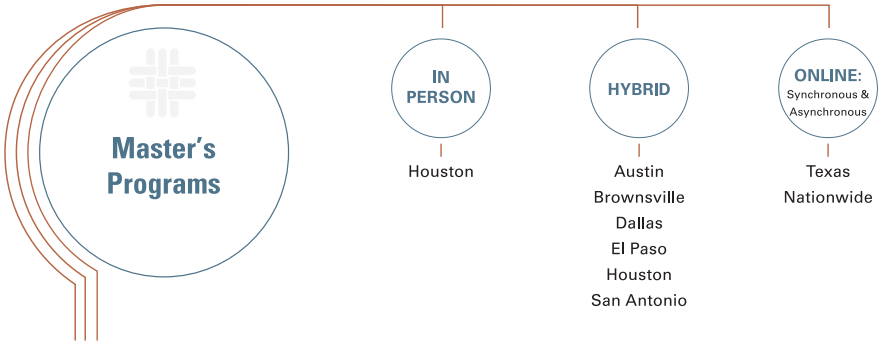 Master's
Programs
IN
PERSON
Houston
HYBRID
Austin
Brownsville
Dallas
El Paso
Houston
San Antonio
ONLINE:
Synchronous &
Asynchronous
Texas
Nationwide